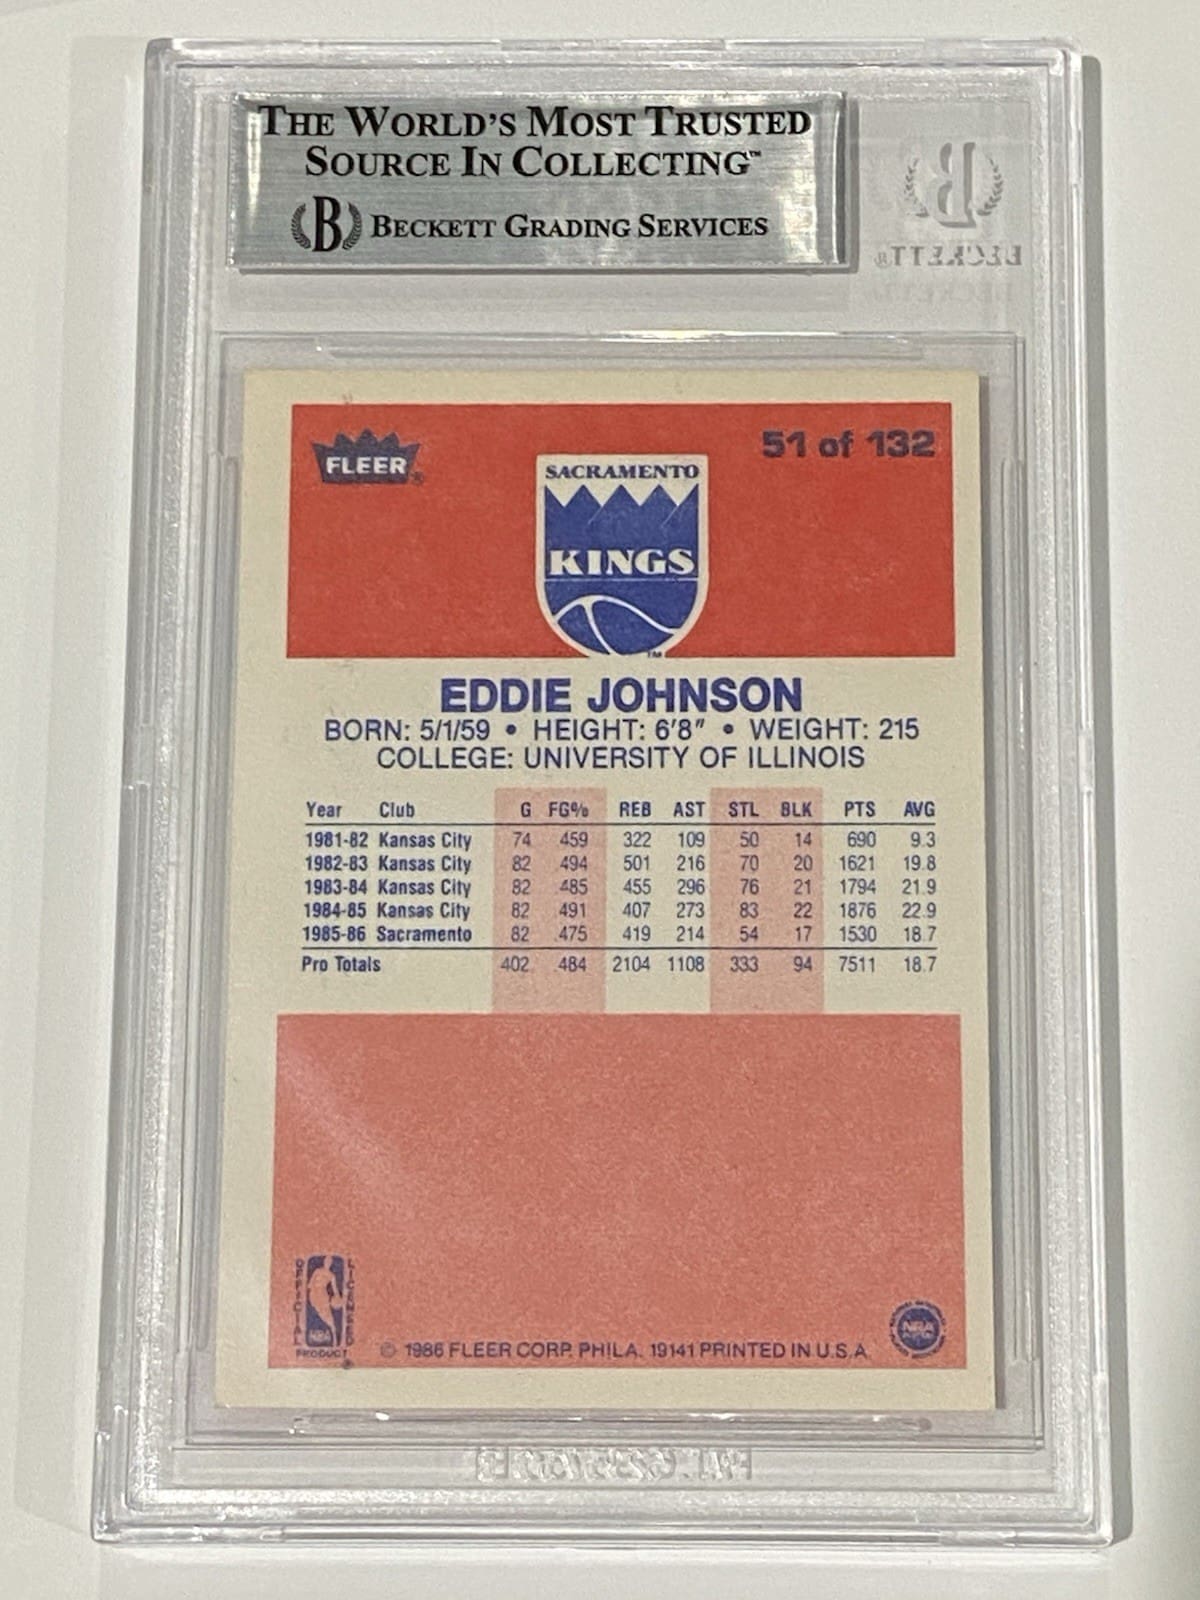 THE WORLD'S MOST TRUSTED
SOURCE IN COLLECTING™
B BECKETT GRADING SERVICES
B
BECKETT®
FLEER®
51 of 132
SACRAMENTO
KINGS
TM
EDDIE JOHNSON
BORN: 5/1/59 • HEIGHT: 6'8" • WEIGHT: 215
COLLEGE: UNIVERSITY OF ILLINOIS
Year Club G FG% REB AST STL BLK PTS AVG
1981-82 Kansas City 74 .459 322 109 50 14 690 9.3
1982-83 Kansas City 82 .494 501 216 70 20 1621 19.8
1983-84 Kansas City 82 .485 455 296 76 21 1794 21.9
1984-85 Kansas City 82 .491 407 273 83 22 1876 22.9
1985-86 Sacramento 82 .475 419 214 54 17 1530 18.7
Pro Totals 402 .484 2104 1108 333 94 7511 18.7
OFFICIAL LICENSED
NBA
PRODUCT®
© 1986 FLEER CORP. PHILA. 19141 PRINTED IN U.S.A.